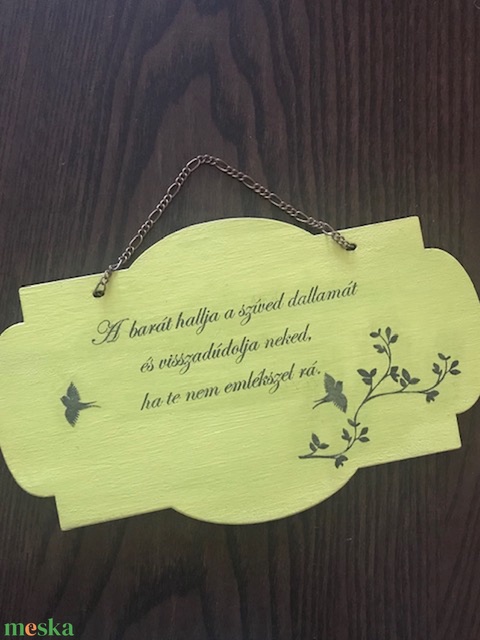 A barát hallja a szíved dallamát
és visszadúdolja neked,
ha te nem emlékszel rá.
meska